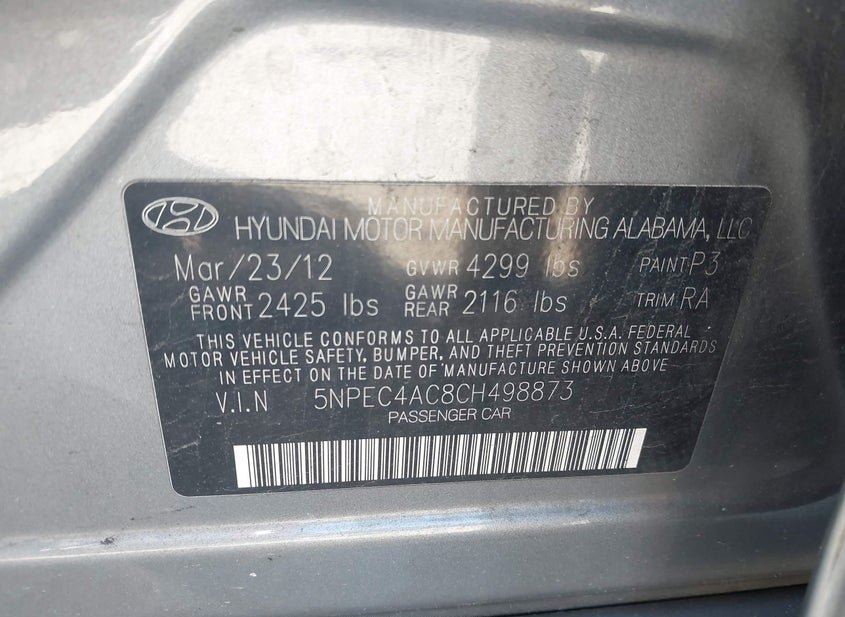 MANUFACTURED BY
HYUNDAI MOTOR MANUFACTURING ALABAMA, LLC
Mar/23/12 GVWR 4299 lbs PAINT P3
GAWR FRONT 2425 lbs GAWR REAR 2116 lbs TRIM RA
THIS VEHICLE CONFORMS TO ALL APPLICABLE U.S.A. FEDERAL
MOTOR VEHICLE SAFETY, BUMPER, AND THEFT PREVENTION STANDARDS
IN EFFECT ON THE DATE OF MANUFACTURE SHOWN ABOVE
V.I.N 5NPEC4AC8CH498873
PASSENGER CAR